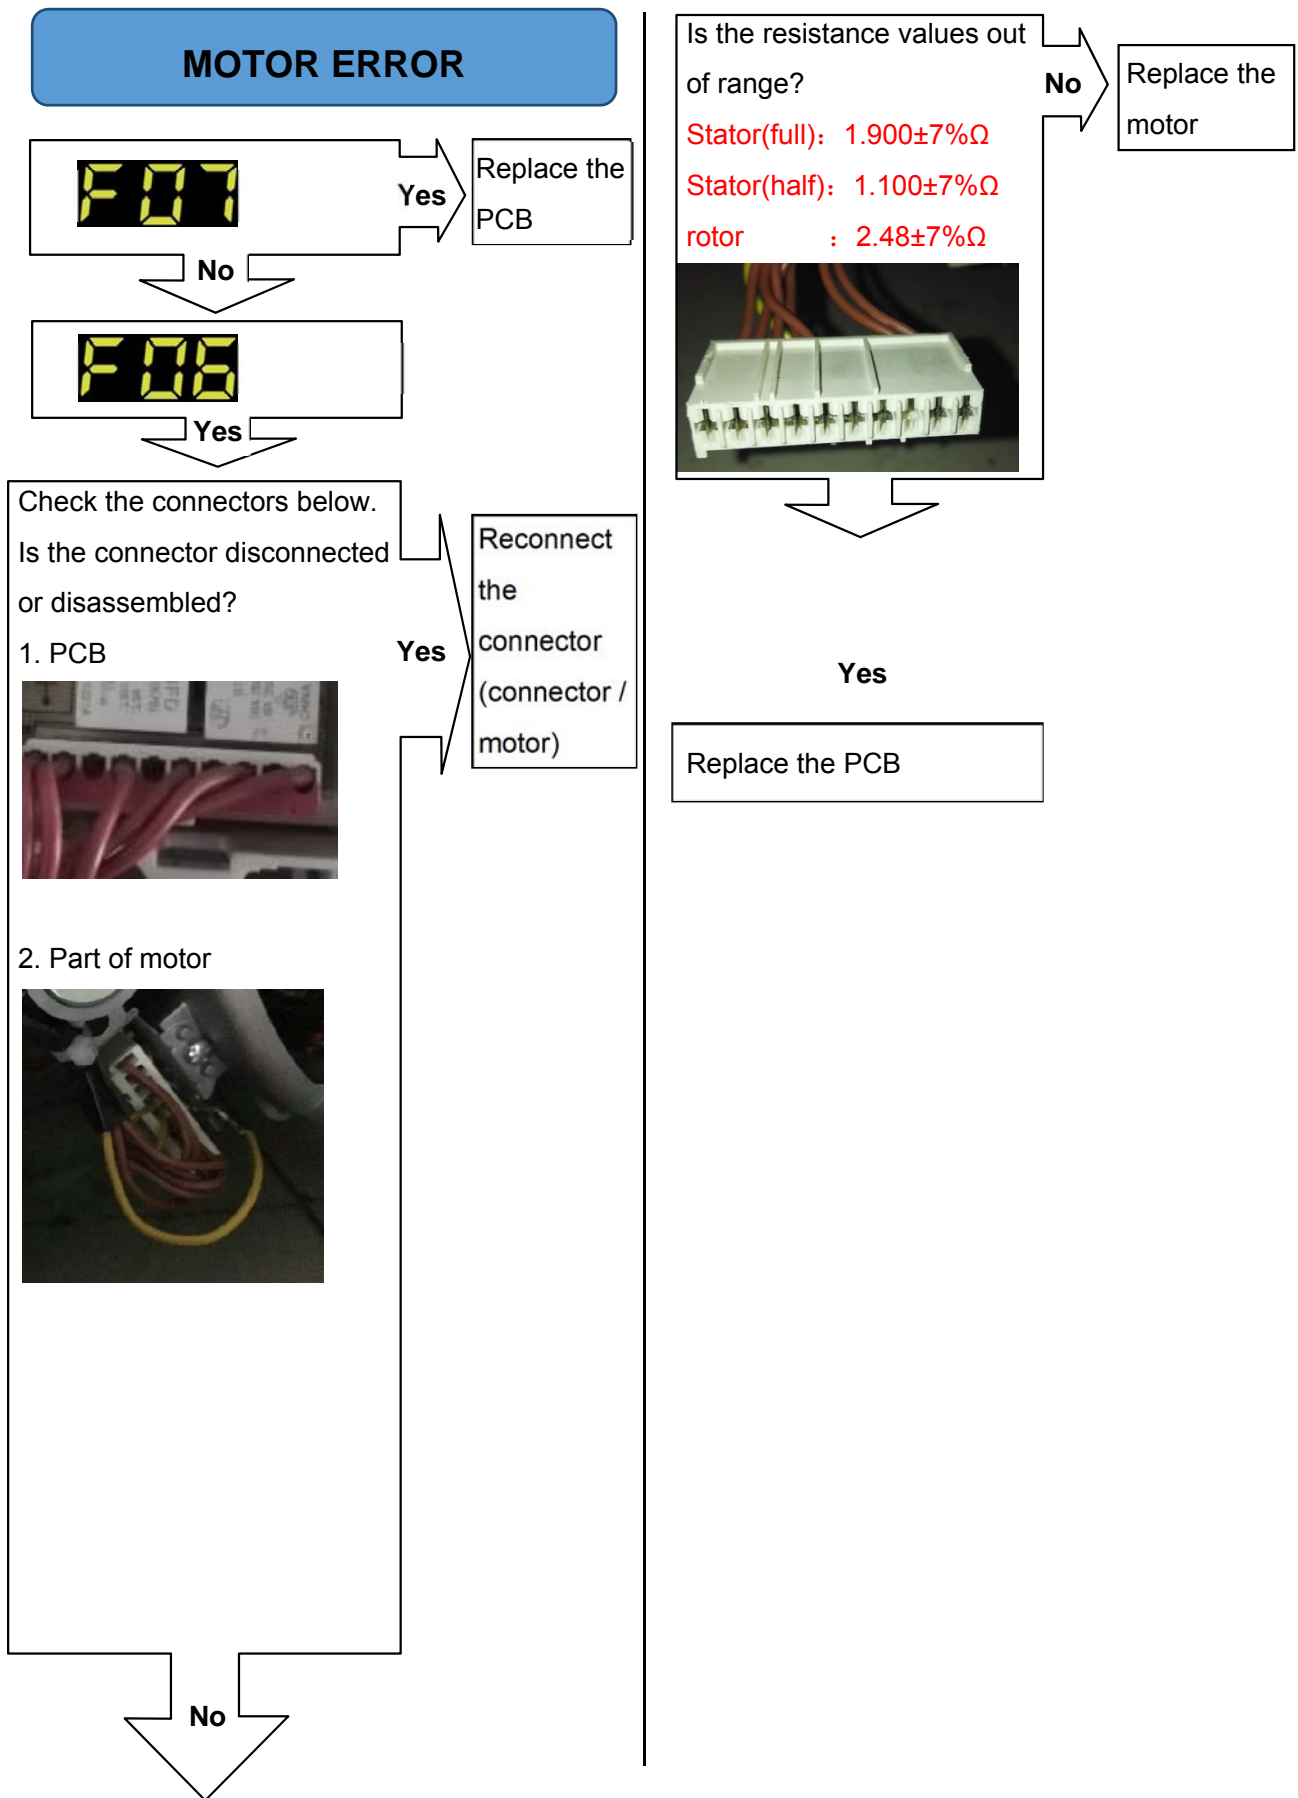 MOTOR ERROR
F07
Yes
Replace the
PCB
No
F06
Yes
Check the connectors below.
Is the connector disconnected
or disassembled?
1. PCB
Yes
Reconnect
the
connector
(connector /
motor)
2. Part of motor
No
Is the resistance values out
of range?
Stator(full)：1.900±7%Ω
Stator(half)：1.100±7%Ω
rotor ：2.48±7%Ω
No
Replace the
motor
Yes
Replace the PCB